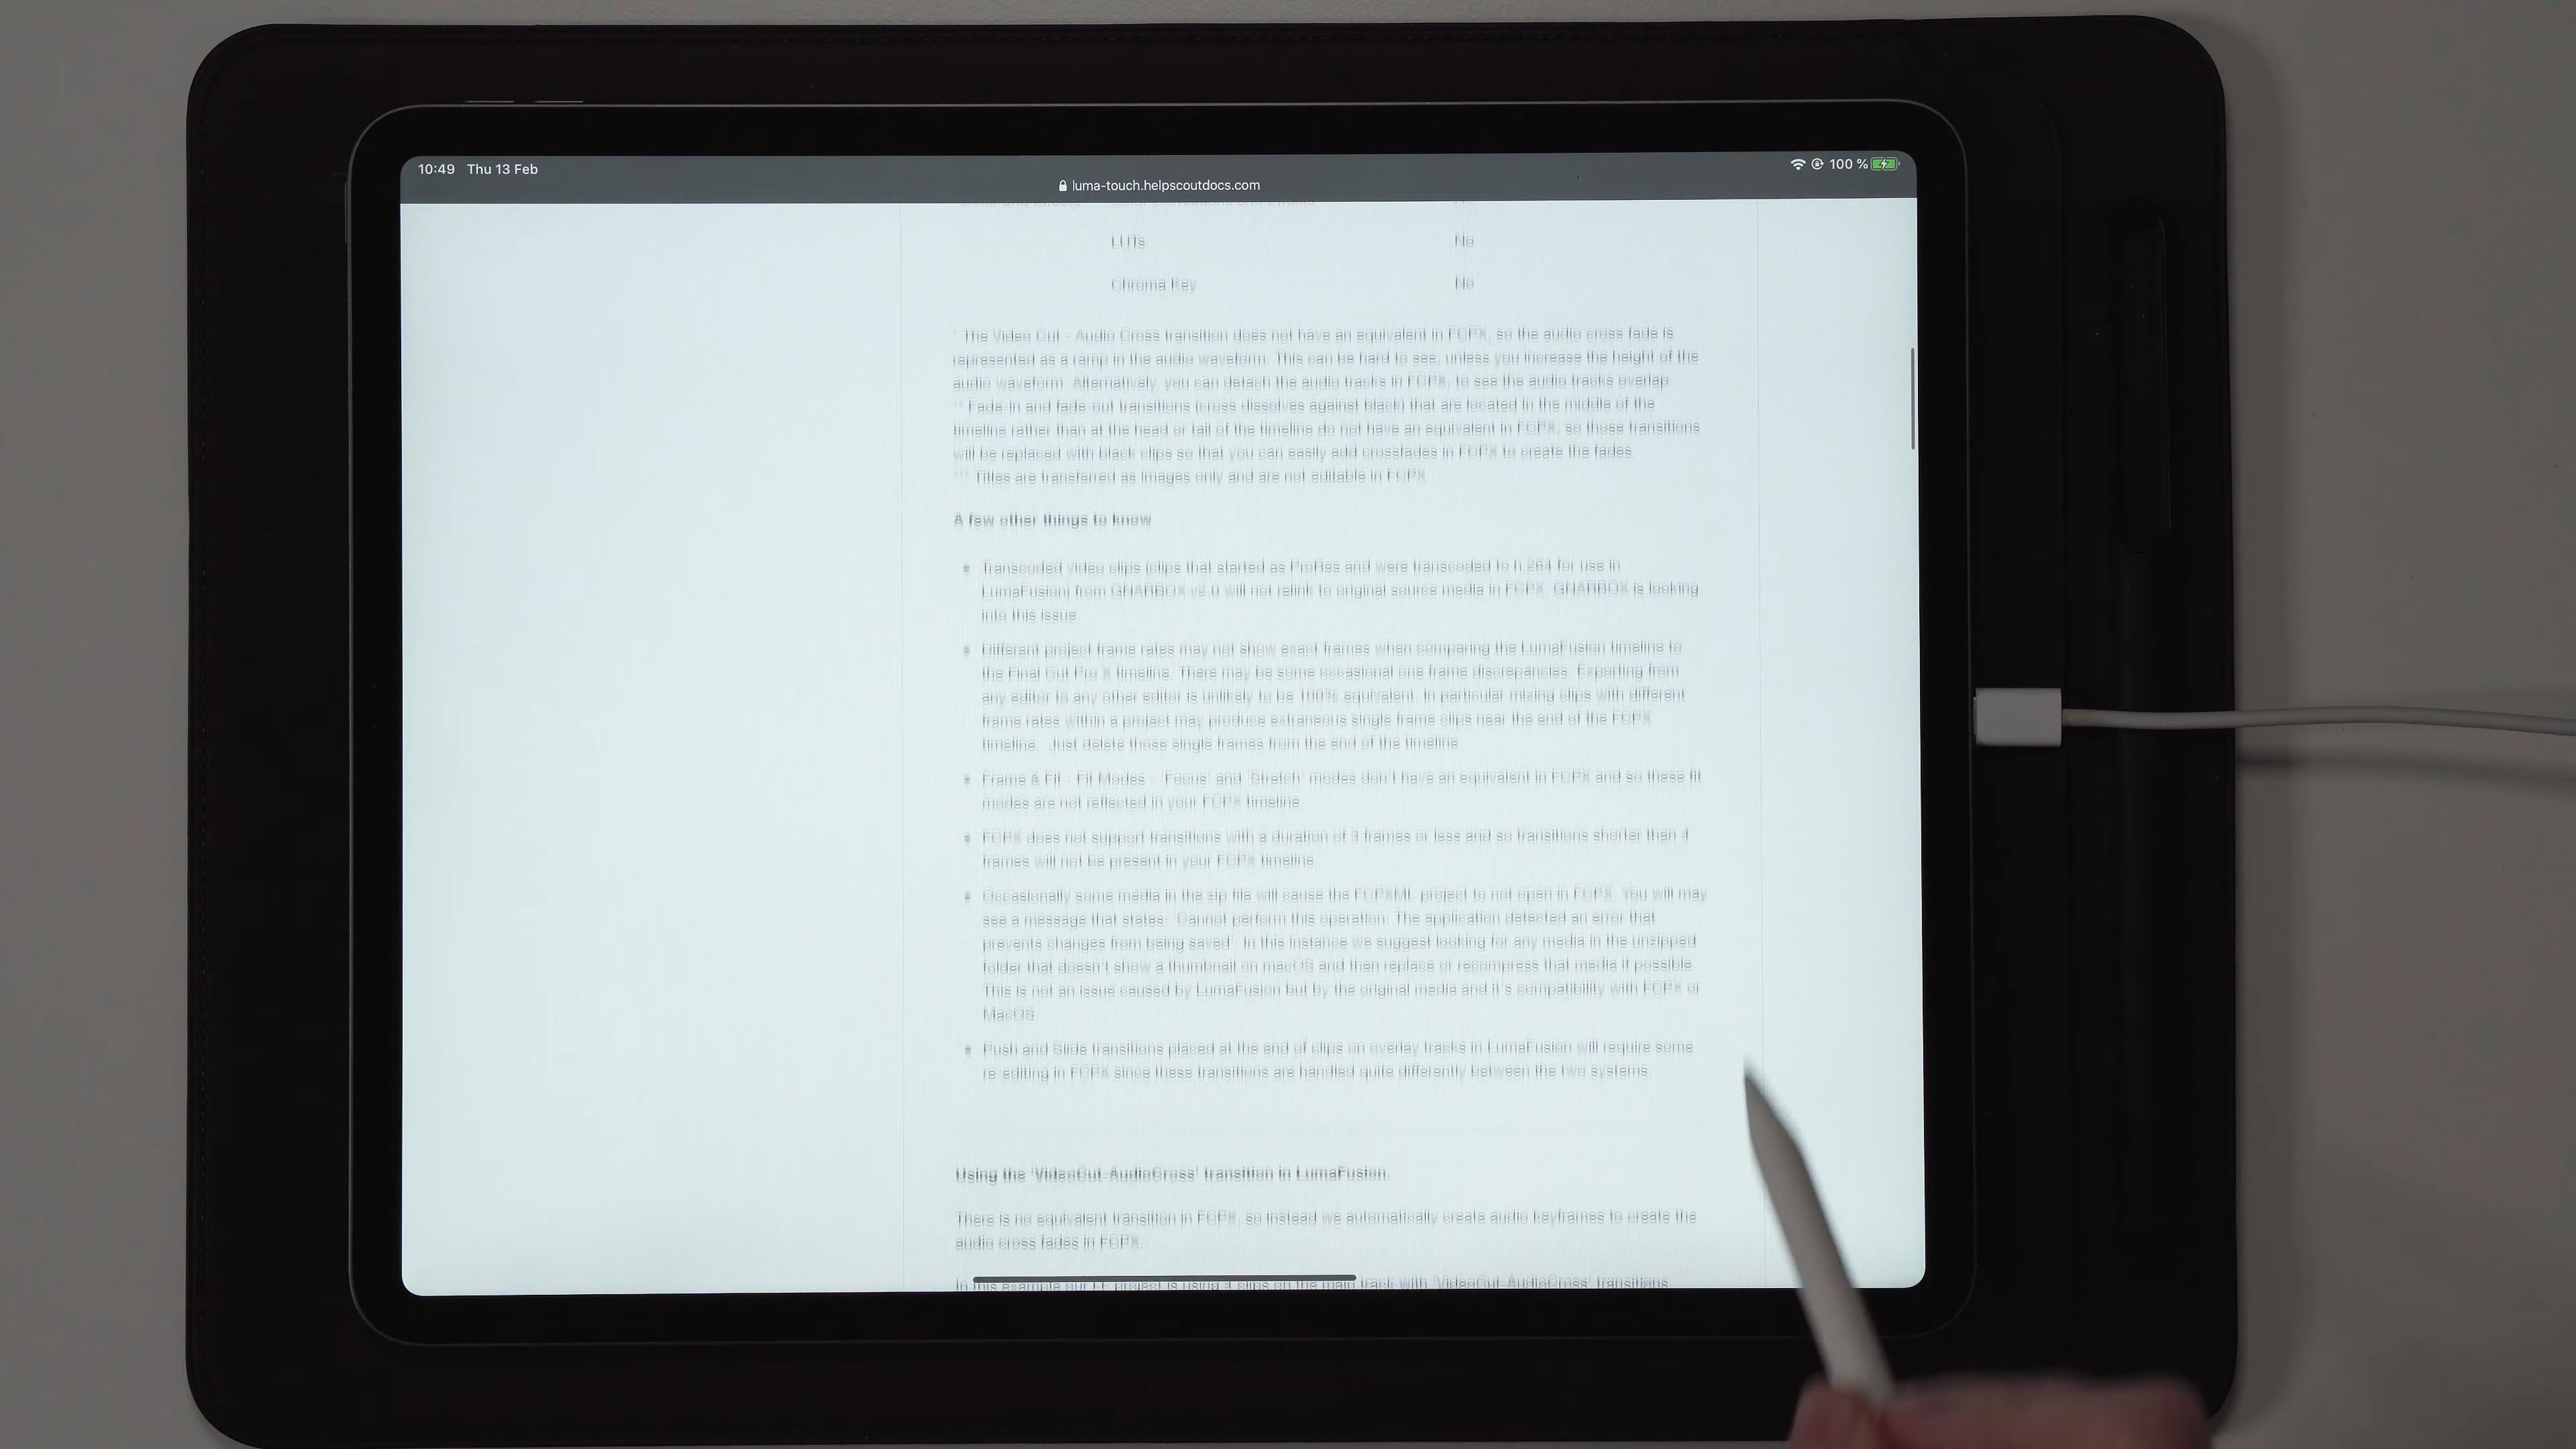 10:49 Thu 13 Feb
100 %
luma-touch.helpscoutdocs.com
LUTs No
Chroma Key No
* The Video Cut - Audio Cross transition does not have an equivalent in FCPX, so the audio cross fade is
represented as a ramp in the audio waveform. This can be hard to see, unless you increase the height of the
audio waveform. Alternatively, you can detach the audio tracks in FCPX, to see the audio tracks overlap.
** Fade-in and fade-out transitions (cross dissolves against black) that are located in the middle of the
timeline rather than at the head or tail of the timeline do not have an equivalent in FCPX, so those transitions
will be replaced with black clips so that you can easily add crossfades in FCPX to create the fades.
*** Titles are transferred as images only and are not editable in FCPX
A few other things to know
Transcoded video clips (clips that started as ProRes and were transcoded to h.264 for use in
LumaFusion) from GNARBOX v2.0 will not relink to original source media in FCPX. GNARBOX is looking
into this issue.
Different project frame rates may not show exact frames when comparing the LumaFusion timeline to
the Final Cut Pro X timeline. There may be some occasional one frame discrepancies. Exporting from
any editor to any other editor is unlikely to be 100% equivalent. In particular mixing clips with different
frame rates within a project may produce extraneous single frame clips near the end of the FCPX
timeline. Just delete those single frames from the end of the timeline.
Frame & Fit - Fit Modes - 'Focus' and 'Stretch' modes don't have an equivalent in FCPX and so these fit
modes are not reflected in your FCPX timeline.
FCPX does not support transitions with a duration of 3 frames or less and so transitions shorter than 4
frames will not be present in your FCPX timeline.
Occasionally some media in the zip file will cause the FCPXML project to not open in FCPX. You will may
see a message that states: 'Cannot perform this operation. The application detected an error that
prevents changes from being saved'. In this instance we suggest looking for any media in the unzipped
folder that doesn't show a thumbnail on macOS and then replace or recompress that media if possible.
This is not an issue caused by LumaFusion but by the original media and it's compatibility with FCPX or
MacOS.
Push and Slide transitions placed at the end of clips on overlay tracks in LumaFusion will require some
re-editing in FCPX since these transitions are handled quite differently between the two systems.
Using the 'VideoCut-AudioCross' transition in LumaFusion.
There is no equivalent transition in FCPX, so instead we automatically create audio keyframes to create the
audio cross fades in FCPX.
In this example our LF project is using 4 clips on the main track with 'VideoCut-AudioCross' transitions